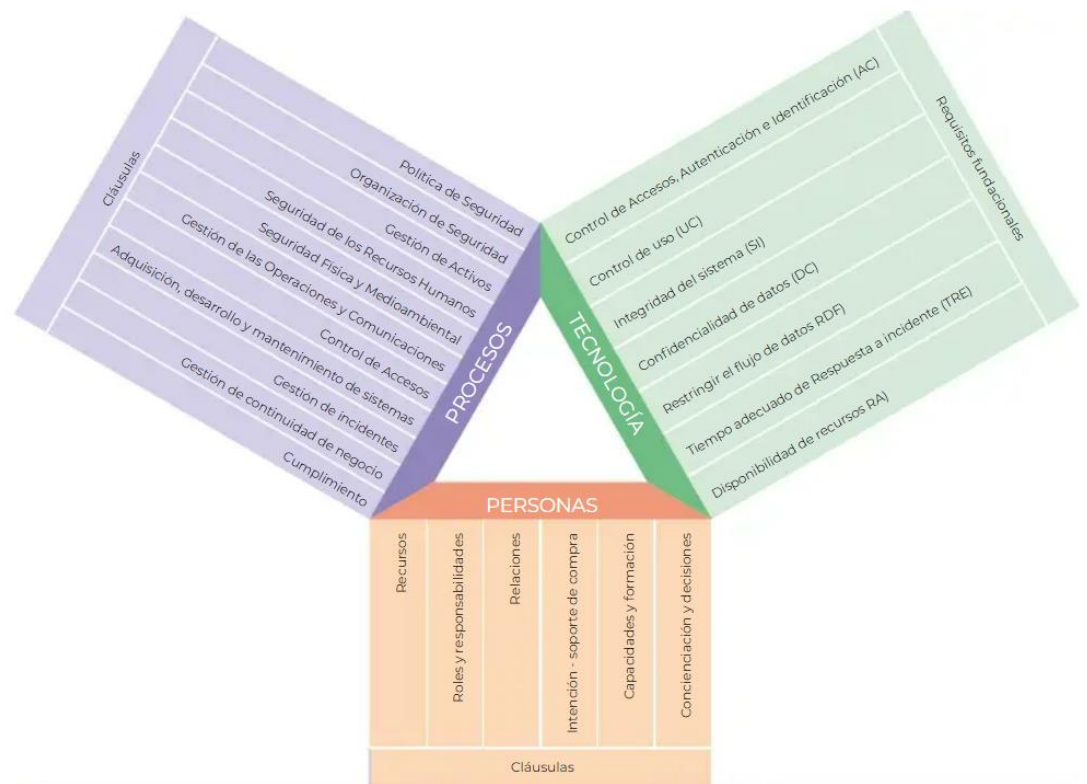 Cláusulas
Política de Seguridad
Organización de Seguridad
Gestión de Activos
Seguridad de los Recursos Humanos
Seguridad Física y Medioambiental
Gestión de las Operaciones y Comunicaciones
Control de Accesos
Adquisición, desarrollo y mantenimiento de sistemas
Gestión de incidentes
Gestión de continuidad de negocio
Cumplimiento
PROCESOS
TECNOLOGÍA
Control de Accesos, Autenticación e Identificación (AC)
Control de uso (UC)
Integridad del sistema (SI)
Confidencialidad de datos (DC)
Restringir el flujo de datos RDF)
Tiempo adecuado de Respuesta a incidente (TRE)
Disponibilidad de recursos RA)
Requisitos fundacionales
PERSONAS
Recursos
Roles y responsabilidades
Relaciones
Intención - soporte de compra
Capacidades y formación
Concienciación y decisiones
Cláusulas